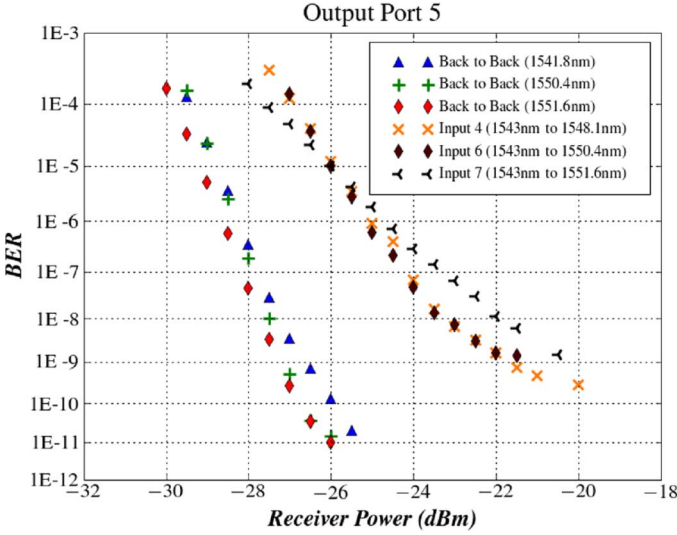 Output Port 5
1E-3
1E-4
1E-5
1E-6
1E-7
1E-8
1E-9
1E-10
1E-11
1E-12
BER
Back to Back (1541.8nm)
Back to Back (1550.4nm)
Back to Back (1551.6nm)
Input 4 (1543nm to 1548.1nm)
Input 6 (1543nm to 1550.4nm)
Input 7 (1543nm to 1551.6nm)
−32 −30 −28 −26 −24 −22 −20 −18
Receiver Power (dBm)